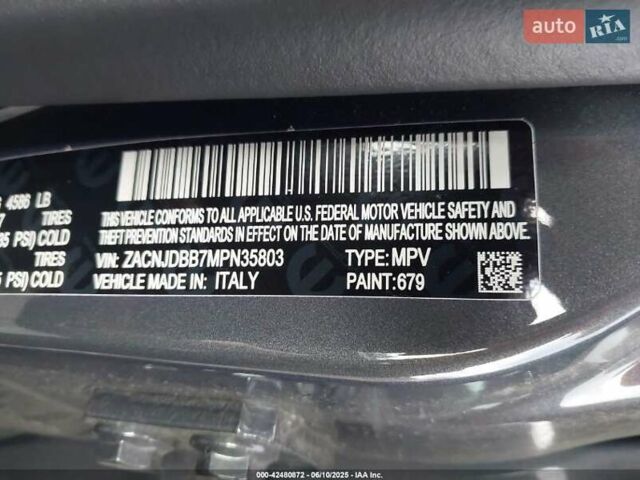 auto RIA
.com
4586 LB
TIRES
THIS VEHICLE CONFORMS TO ALL APPLICABLE U.S. FEDERAL MOTOR VEHICLE SAFETY AND
PSI) COLD
THEFT PREVENTION STANDARDS IN EFFECT ON THE DATE OF MANUFACTURE SHOWN ABOVE.
TIRES
VIN: ZACNJDBB7MPN35803 TYPE: MPV
PSI) COLD
VEHICLE MADE IN: ITALY PAINT: 679
000-42480872 - 06/10/2025 - IAA Inc.